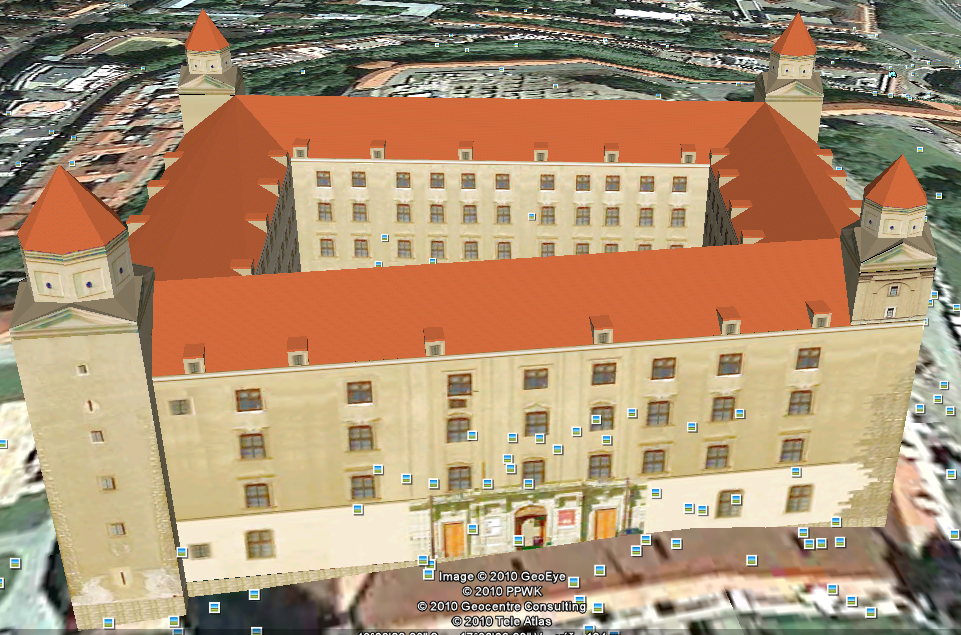 Image © 2010 GeoEye
© 2010 PPWK
© 2010 Geocentre Consulting
© 2010 Tele Atlas